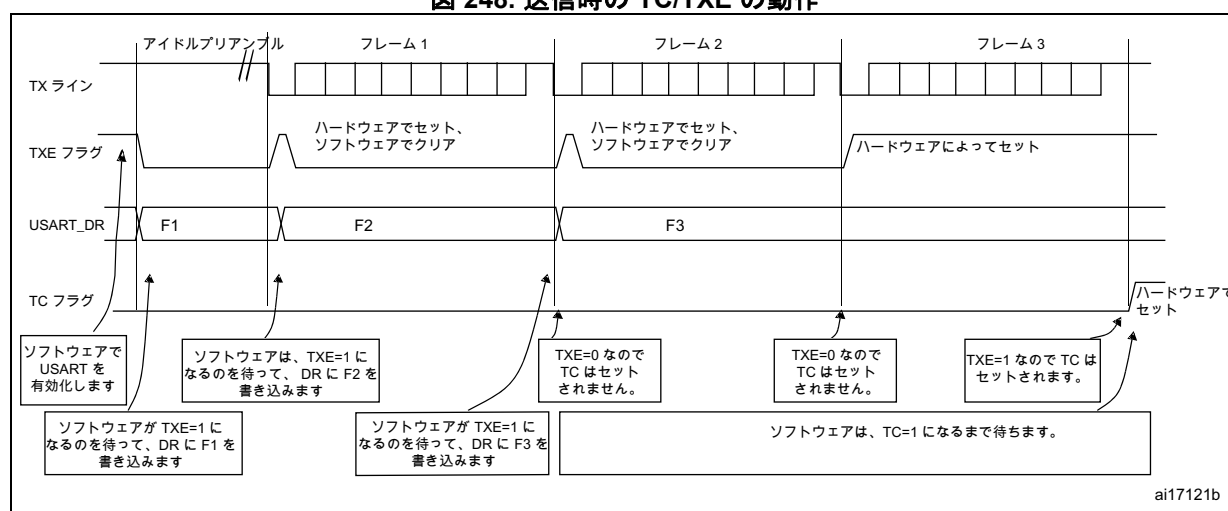 図 248. 送信時の TC/TXE の動作
アイドルプリアンブル
フレーム 1
フレーム 2
フレーム 3
TX ライン
TXE フラグ
ハードウェアでセット、
ソフトウェアでクリア
ハードウェアでセット、
ソフトウェアでクリア
ハードウェアによってセット
USART_DR
F1
F2
F3
TC フラグ
ハードウェアで
セット
ソフトウェアで
USART を
有効化します
ソフトウェアは、TXE=1 に
なるのを待って、 DR に F2 を
書き込みます
TXE=0 なので
TC はセット
されません。
TXE=0 なので
TC はセット
されません。
TXE=1 なので TC は
セットされます。
ソフトウェアが TXE=1 に
なるのを待って、DR に F1 を
書き込みます
ソフトウェアが TXE=1 に
なるのを待って、DR に F3 を
書き込みます
ソフトウェアは、TC=1 になるまで待ちます。
ai17121b